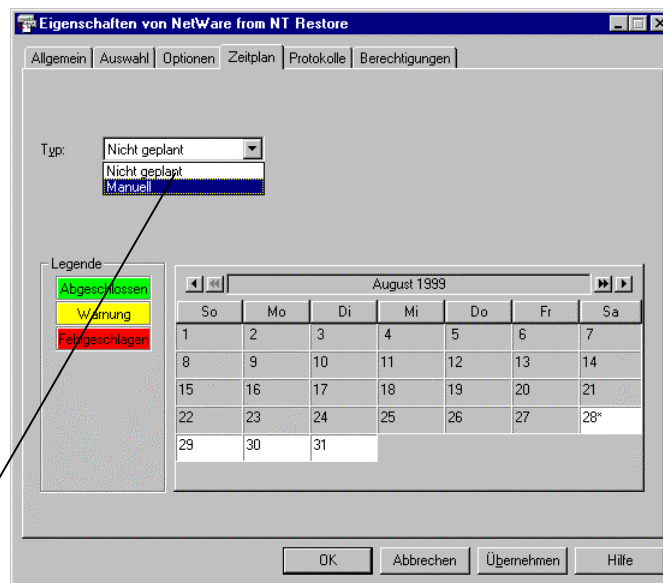 Eigenschaften von NetWare from NT Restore
Allgemein Auswahl Optionen Zeitplan Protokolle Berechtigungen
Typ: Nicht geplant
Nicht geplant
Manuell
Legende
Abgeschlossen
Warnung
Fehlgeschlagen
August 1999
So Mo Di Mi Do Fr Sa
1 2 3 4 5 6 7
8 9 10 11 12 13 14
15 16 17 18 19 20 21
22 23 24 25 26 27 28*
29 30 31
OK Abbrechen Übernehmen Hilfe